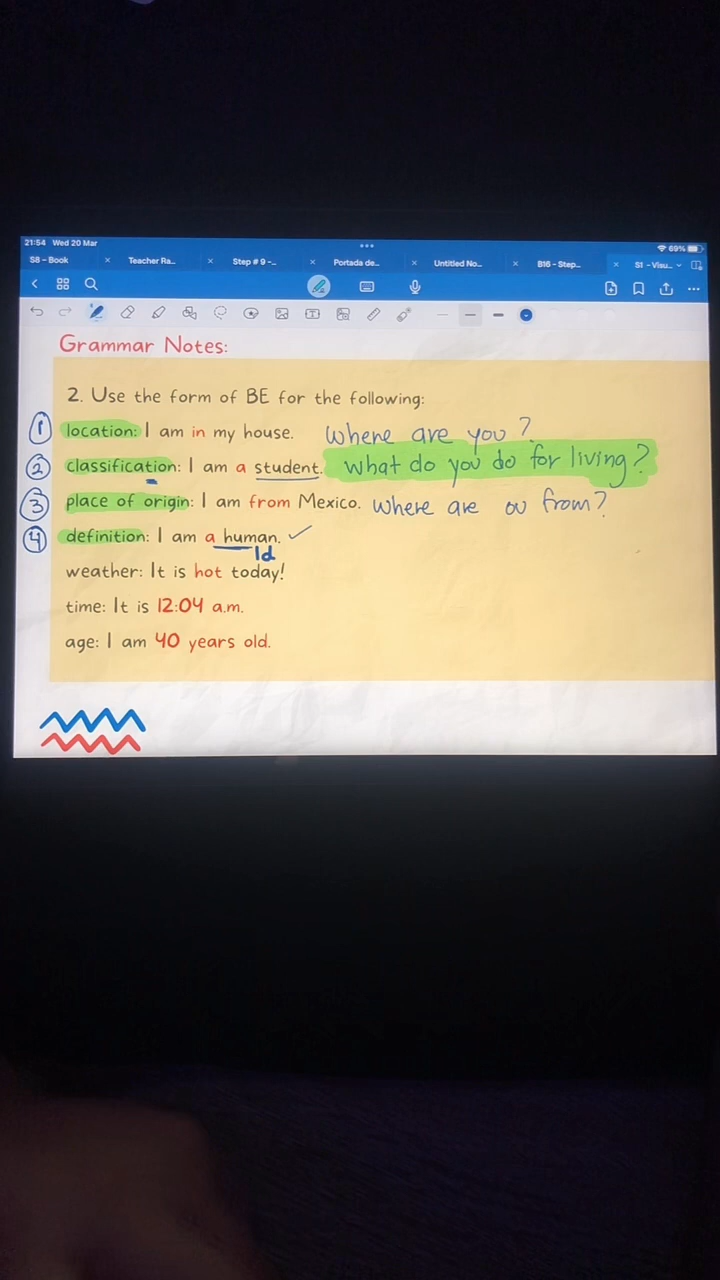 21:54 Wed 20 Mar
69%
S8 - Book × Teacher Ra... × Step # 9 -... × Portada de... × Untitled No... × B16 - Step... × S1 - Visu...
Grammar Notes:
2. Use the form of BE for the following:
1 location: I am in my house. Where are you?
2 classification: I am a student. What do you do for living?
3 place of origin: I am from Mexico. Where are ou from?
4 definition: I am a human. ✓
Id
weather: It is hot today!
time: It is 12:04 a.m.
age: I am 40 years old.